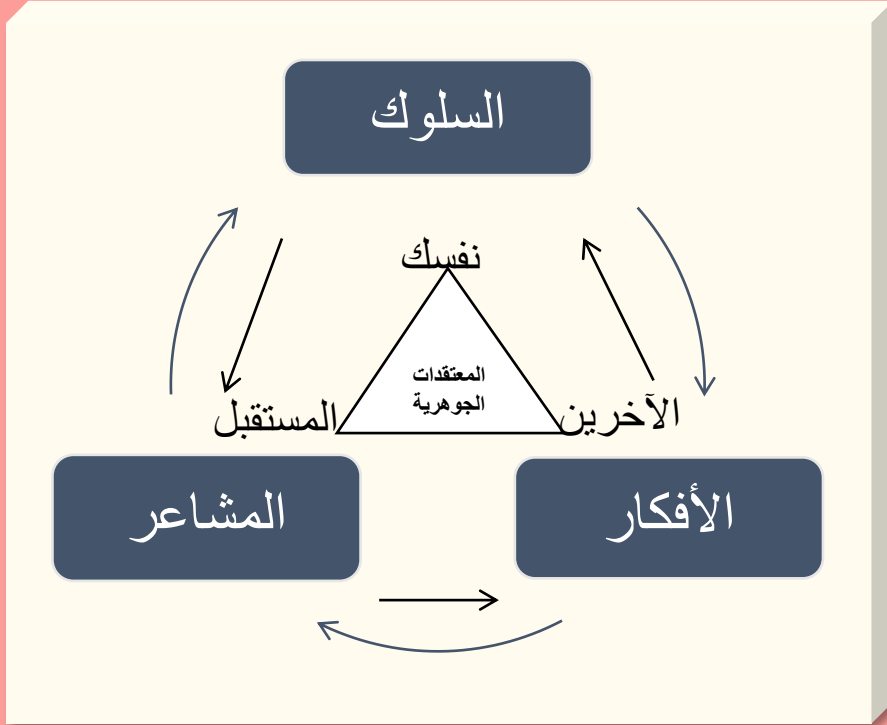 السلوك
نفسك
المعتقدات
الجوهرية
الآخرين
المستقبل
الأفكار
المشاعر